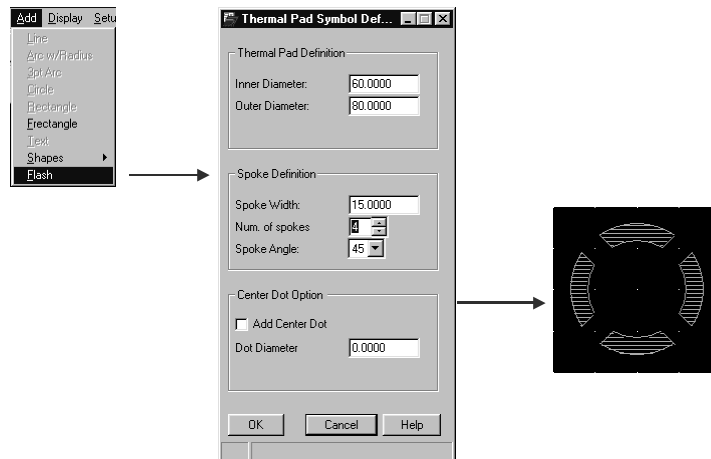 Add Display Setu
Line
Arc w/Radius
3pt Arc
Circle
Rectangle
Frectangle
Text
Shapes
Flash
Thermal Pad Symbol Def...
Thermal Pad Definition
Inner Diameter: 60.0000
Outer Diameter: 80.0000
Spoke Definition
Spoke Width: 15.0000
Num. of spokes 4
Spoke Angle: 45
Center Dot Option
Add Center Dot
Dot Diameter 0.0000
OK Cancel Help